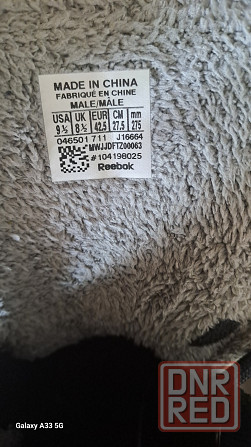 MADE IN CHINA
FABRIQUÉ EN CHINE
MALE/MÂLE
USA UK EUR CM mm
9½ 8½ 42.5 27.5 275
046501 711 J16664
MWJJDFTZ00063
#104198025
Reebok
DNR
RED
Galaxy A33 5G